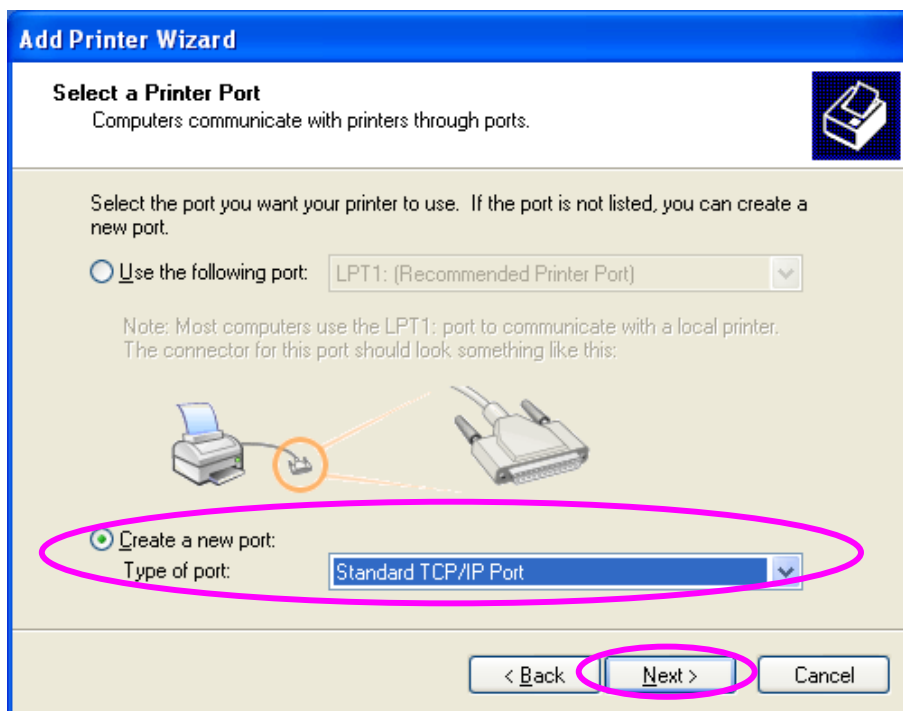 Add Printer Wizard
Select a Printer Port
Computers communicate with printers through ports.
Select the port you want your printer to use. If the port is not listed, you can create a
new port.
Use the following port: LPT1: (Recommended Printer Port)
Note: Most computers use the LPT1: port to communicate with a local printer.
The connector for this port should look something like this:
Create a new port:
Type of port: Standard TCP/IP Port
< Back Next > Cancel